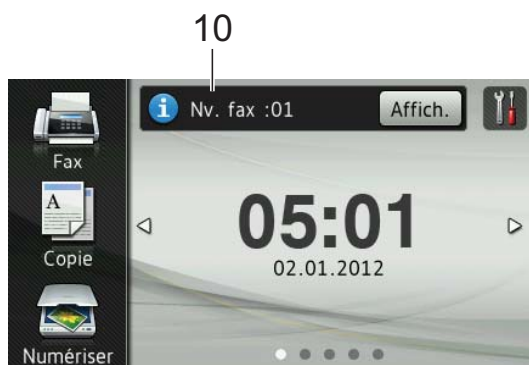 10
Nv. fax :01
Affich.
Fax
Copie
05:01
02.01.2012
Numériser